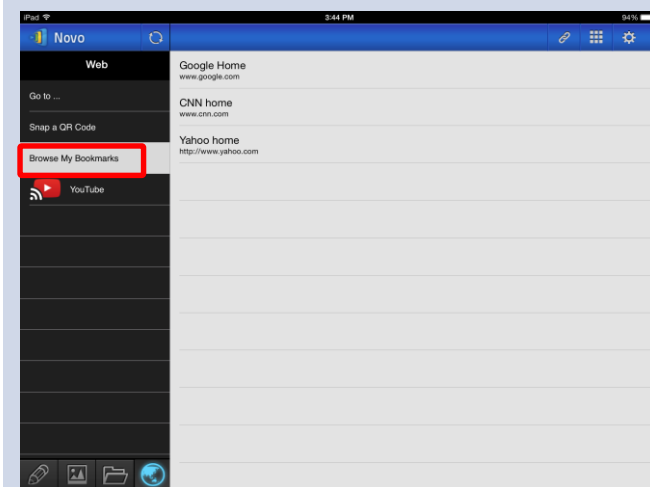 iPad 3:44 PM 94%
Novo
Web
Go to ...
Snap a QR Code
Browse My Bookmarks
YouTube
Google Home
www.google.com
CNN home
www.cnn.com
Yahoo home
http://www.yahoo.com